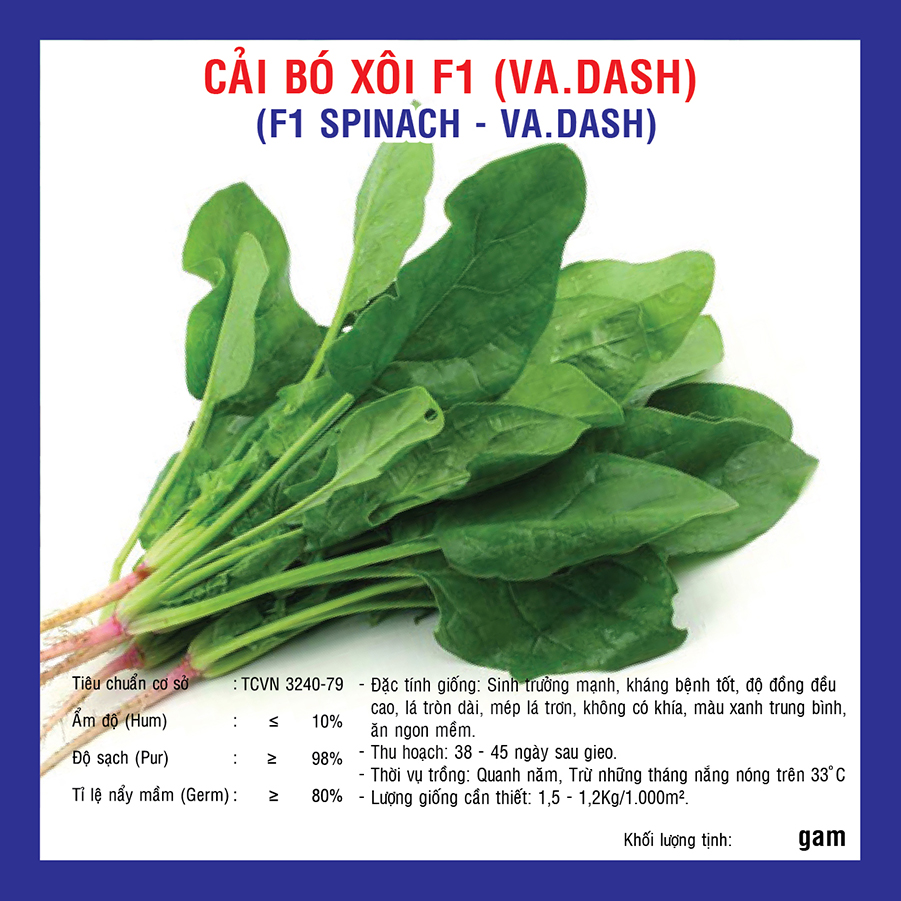 CẢI BÓ XÔI F1 (VA.DASH)
(F1 SPINACH - VA.DASH)
Tiêu chuẩn cơ sở : TCVN 3240-79
Ẩm độ (Hum) : ≤ 10%
Độ sạch (Pur) : ≥ 98%
Tỉ lệ nẩy mầm (Germ) : ≥ 80%
- Đặc tính giống: Sinh trưởng mạnh, kháng bệnh tốt, độ đồng đều
cao, lá tròn dài, mép lá trơn, không có khía, màu xanh trung bình,
ăn ngon mềm.
- Thu hoạch: 38 - 45 ngày sau gieo.
- Thời vụ trồng: Quanh năm, Trừ những tháng nắng nóng trên 33°C
- Lượng giống cần thiết: 1,5 - 1,2Kg/1.000m².
Khối lượng tịnh: gam